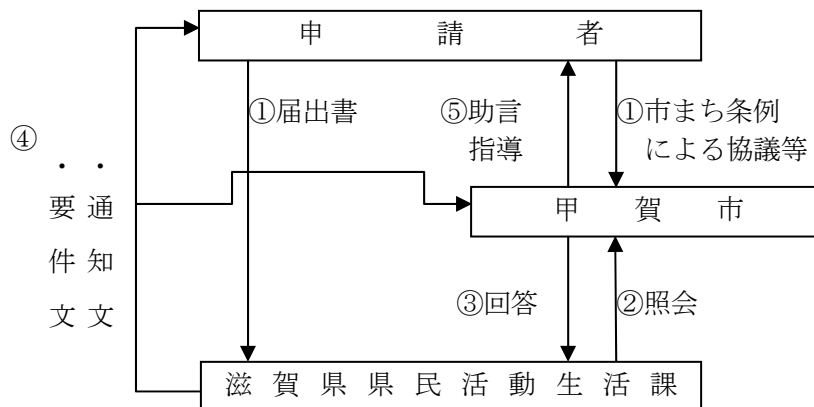 申請者
①届出書
⑤助言
指導
①市まち条例
による協議等
④
・通知文
・要件文
甲賀市
③回答
②照会
滋賀県県民活動生活課